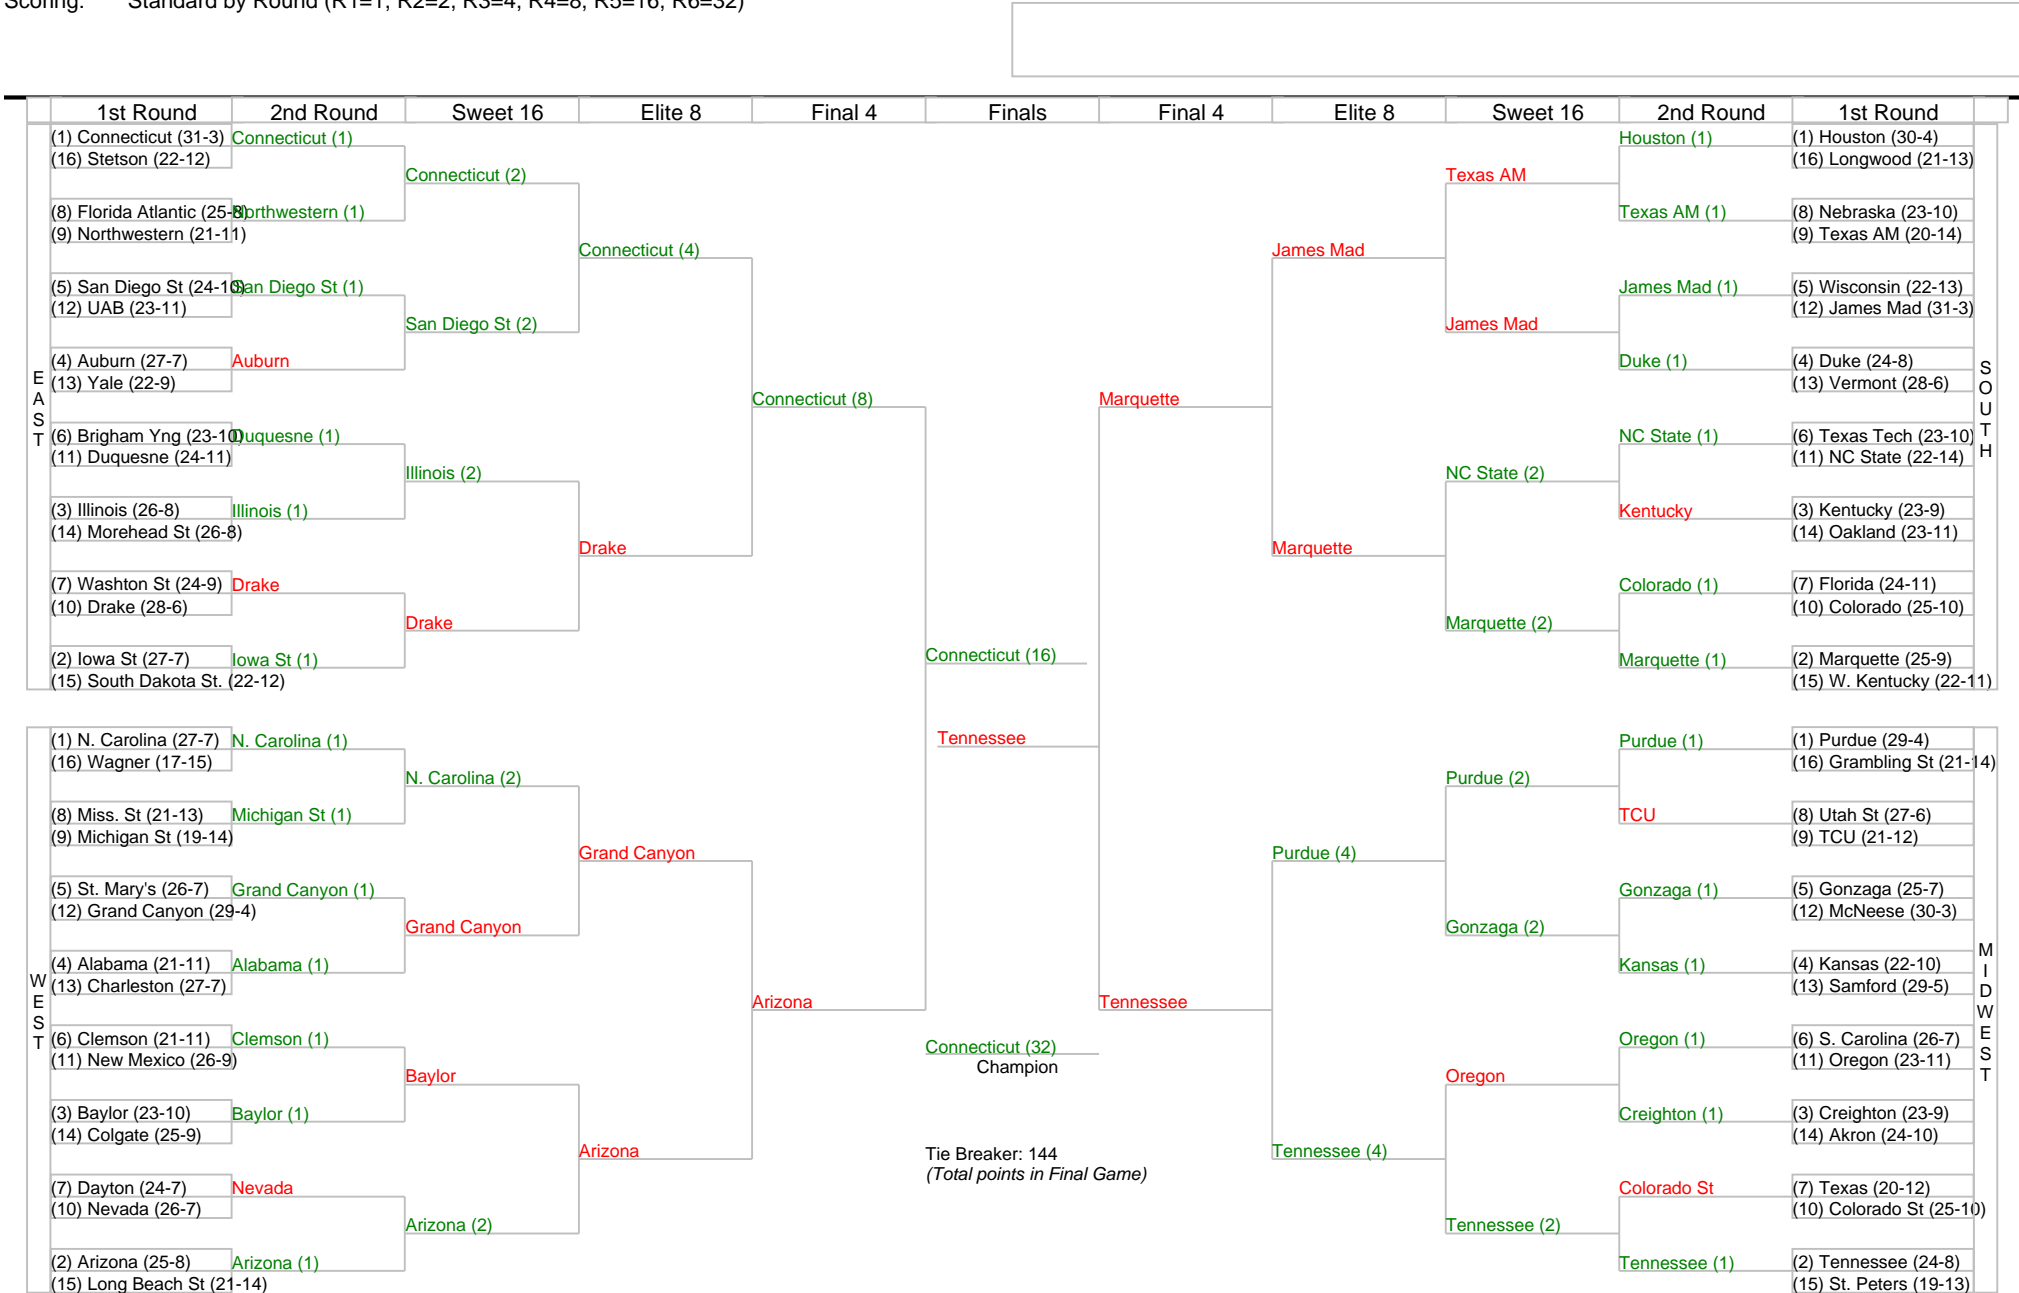 Scoring: Standard by Round (R1=1, R2=2, R3=4, R4=8, R5=16, R6=32)
1st Round 2nd Round Sweet 16 Elite 8 Final 4 Finals Final 4 Elite 8 Sweet 16 2nd Round 1st Round
EAST
(1) Connecticut (31-3) Connecticut (1)
(16) Stetson (22-12)
Connecticut (2)
(8) Florida Atlantic (25-8) Northwestern (1)
(9) Northwestern (21-11)
Connecticut (4)
(5) San Diego St (24-10) San Diego St (1)
(12) UAB (23-11)
San Diego St (2)
(4) Auburn (27-7) Auburn
(13) Yale (22-9)
Connecticut (8)
(6) Brigham Yng (23-10) Duquesne (1)
(11) Duquesne (24-11)
Illinois (2)
(3) Illinois (26-8) Illinois (1)
(14) Morehead St (26-8)
Drake
(7) Washton St (24-9) Drake
(10) Drake (28-6)
Drake
(2) Iowa St (27-7) Iowa St (1)
(15) South Dakota St. (22-12)
WEST
(1) N. Carolina (27-7) N. Carolina (1)
(16) Wagner (17-15)
N. Carolina (2)
(8) Miss. St (21-13) Michigan St (1)
(9) Michigan St (19-14)
Grand Canyon
(5) St. Mary's (26-7) Grand Canyon (1)
(12) Grand Canyon (29-4)
Grand Canyon
(4) Alabama (21-11) Alabama (1)
(13) Charleston (27-7)
Arizona
(6) Clemson (21-11) Clemson (1)
(11) New Mexico (26-9)
Baylor
(3) Baylor (23-10) Baylor (1)
(14) Colgate (25-9)
Arizona
(7) Dayton (24-7) Nevada
(10) Nevada (26-7)
Arizona (2)
(2) Arizona (25-8) Arizona (1)
(15) Long Beach St (21-14)
Connecticut (16)
Tennessee
Connecticut (32)
Champion
Tie Breaker: 144
(Total points in Final Game)
SOUTH
Houston (1) (1) Houston (30-4)
(16) Longwood (21-13)
Texas AM
Texas AM (1) (8) Nebraska (23-10)
(9) Texas AM (20-14)
James Mad
James Mad (1) (5) Wisconsin (22-13)
(12) James Mad (31-3)
James Mad
Duke (1) (4) Duke (24-8)
(13) Vermont (28-6)
Marquette
NC State (1) (6) Texas Tech (23-10)
(11) NC State (22-14)
NC State (2)
Kentucky (3) Kentucky (23-9)
(14) Oakland (23-11)
Marquette
Colorado (1) (7) Florida (24-11)
(10) Colorado (25-10)
Marquette (2)
Marquette (1) (2) Marquette (25-9)
(15) W. Kentucky (22-11)
MIDWEST
Purdue (1) (1) Purdue (29-4)
(16) Grambling St (21-14)
Purdue (2)
TCU (8) Utah St (27-6)
(9) TCU (21-12)
Purdue (4)
Gonzaga (1) (5) Gonzaga (25-7)
(12) McNeese (30-3)
Gonzaga (2)
Kansas (1) (4) Kansas (22-10)
(13) Samford (29-5)
Tennessee
Oregon (1) (6) S. Carolina (26-7)
(11) Oregon (23-11)
Oregon
Creighton (1) (3) Creighton (23-9)
(14) Akron (24-10)
Tennessee (4)
Colorado St (7) Texas (20-12)
(10) Colorado St (25-10)
Tennessee (2)
Tennessee (1) (2) Tennessee (24-8)
(15) St. Peters (19-13)